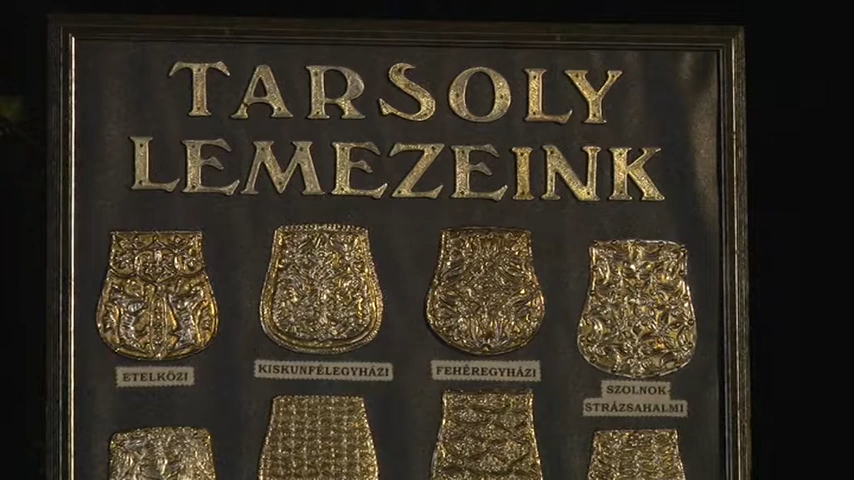 TARSOLY
LEMEZEINK
ETELKÖZI
KISKUNFÉLEGYHÁZI
FEHÉREGYHÁZI
SZOLNOK-
STRÁZSAHALMI